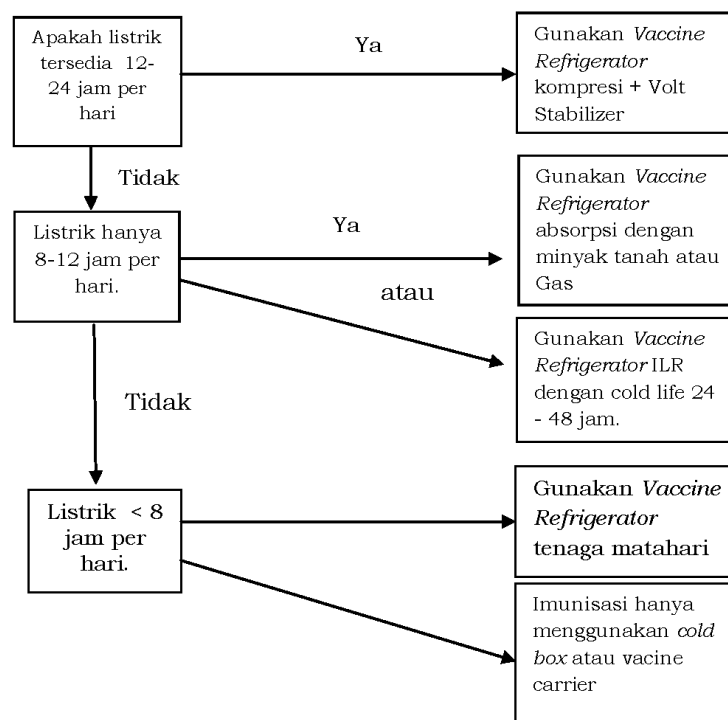 Apakah listrik
tersedia 12-
24 jam per
hari
Ya
Gunakan Vaccine
Refrigerator
kompresi + Volt
Stabilizer
Tidak
Listrik hanya
8-12 jam per
hari.
Ya
Gunakan Vaccine
Refrigerator
absorpsi dengan
minyak tanah atau
Gas
atau
Gunakan Vaccine
Refrigerator ILR
dengan cold life 24
- 48 jam.
Tidak
Listrik < 8
jam per
hari.
Gunakan Vaccine
Refrigerator
tenaga matahari
Imunisasi hanya
menggunakan cold
box atau vacine
carrier